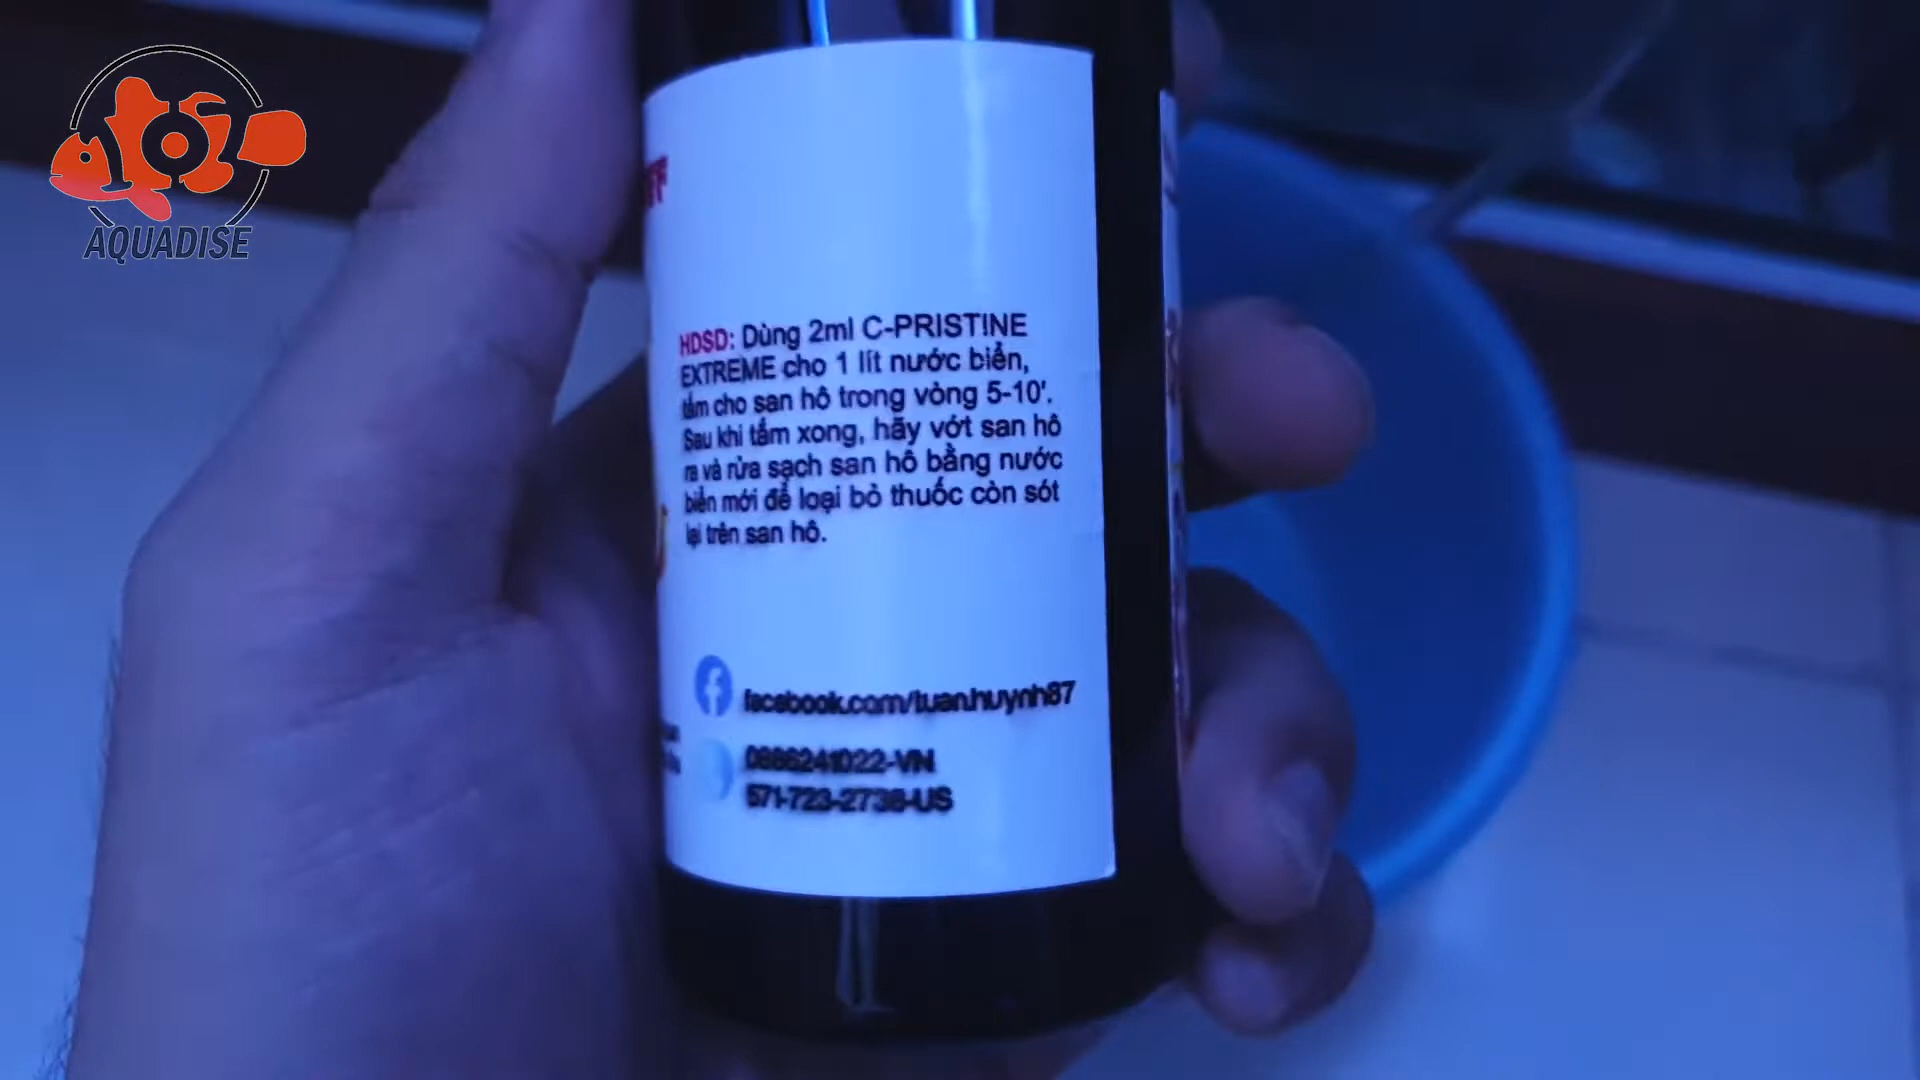 AQUADISE
HDSD: Dùng 2ml C-PRISTINE
EXTREME cho 1 lít nước biển,
tắm cho san hô trong vòng 5-10'.
Sau khi tắm xong, hãy vớt san hô
ra và rửa sạch san hô bằng nước
biển mới để loại bỏ thuốc còn sót
lại trên san hô.
facebook.com/tuan.huynh87
0886241022-VN
571-723-2738-US